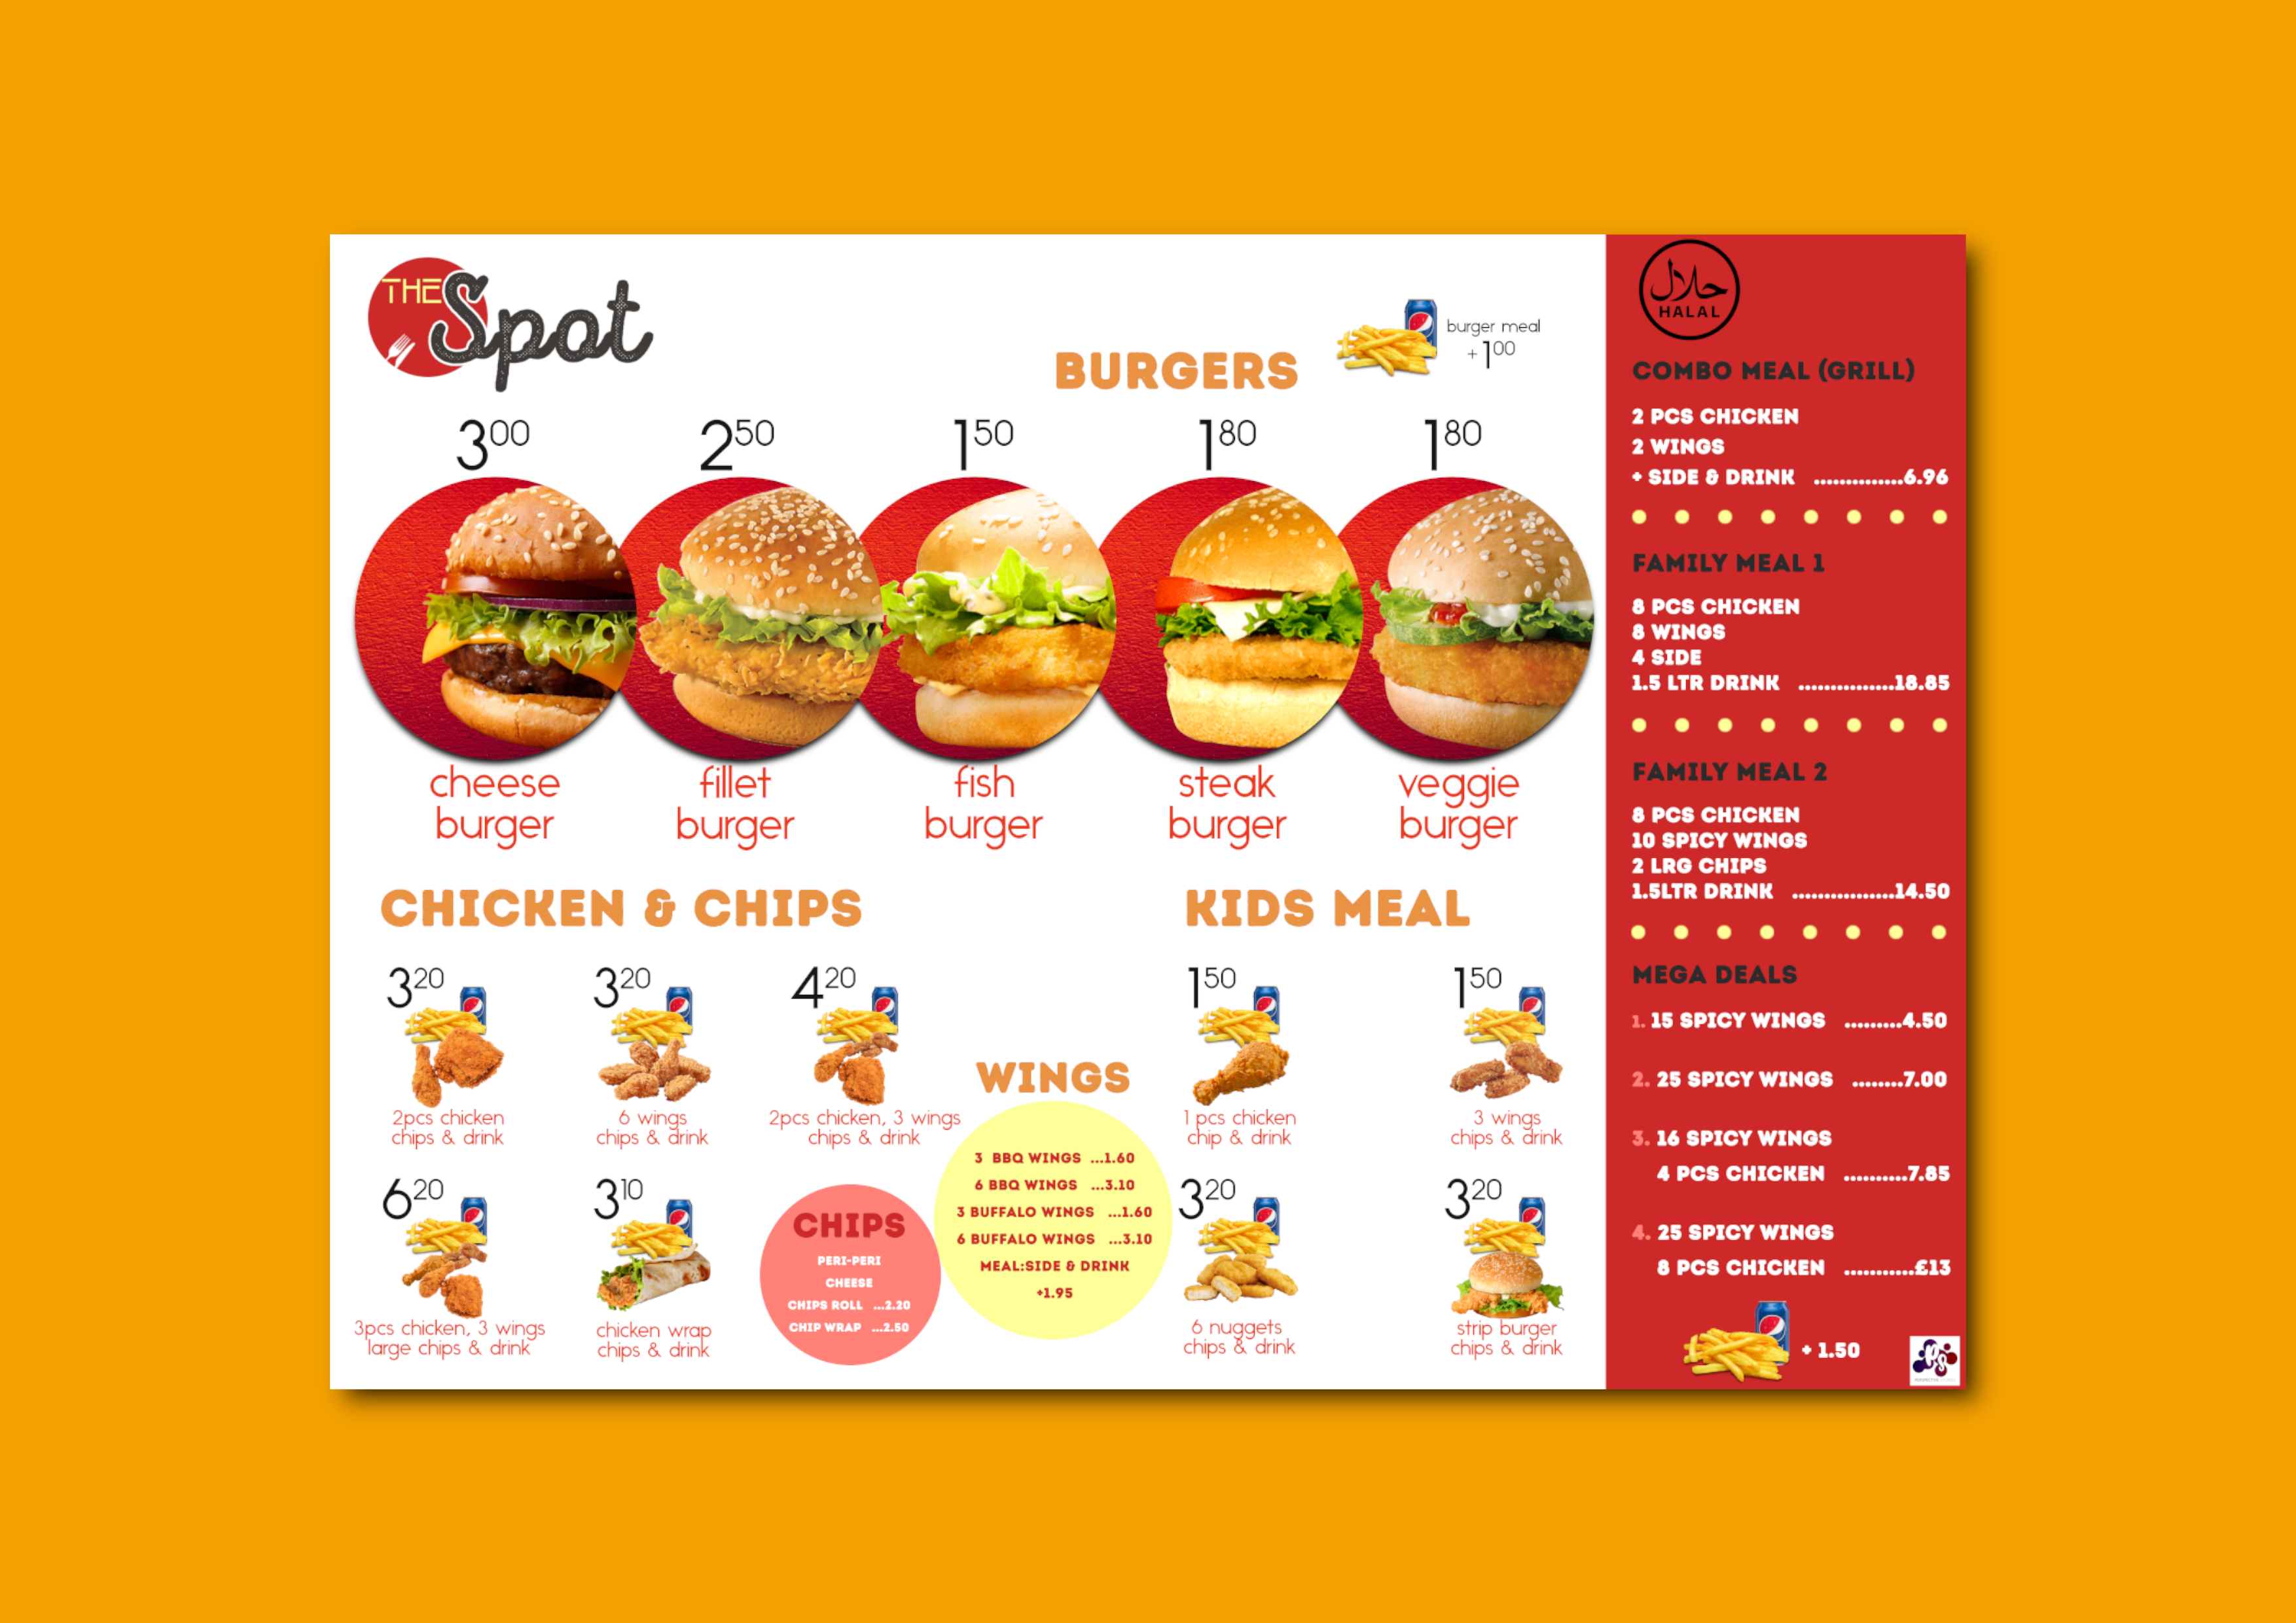 THE
Spot
BURGERS
burger meal
+ 1.00
3.00
2.50
1.50
1.80
1.80
cheese
burger
fillet
burger
fish
burger
steak
burger
veggie
burger
CHICKEN & CHIPS
3.20
2pcs chicken
chips & drink
3.20
6 wings
chips & drink
4.20
2pcs chicken, 3 wings
chips & drink
6.20
3pcs chicken, 3 wings
large chips & drink
3.10
chicken wrap
chips & drink
CHIPS
PERI-PERI
CHEESE
CHIPS ROLL ...2.20
CHIP WRAP ...2.50
WINGS
3 BBQ WINGS ...1.60
6 BBQ WINGS ...3.10
3 BUFFALO WINGS ...1.60
6 BUFFALO WINGS ...3.10
MEAL:SIDE & DRINK
+1.95
KIDS MEAL
1.50
1 pcs chicken
chip & drink
1.50
3 wings
chips & drink
3.20
6 nuggets
chips & drink
3.20
strip burger
chips & drink
حلال
HALAL
COMBO MEAL (GRILL)
2 PCS CHICKEN
2 WINGS
+ SIDE & DRINK ..............6.96
FAMILY MEAL 1
8 PCS CHICKEN
8 WINGS
4 SIDE
1.5 LTR DRINK ...............18.85
FAMILY MEAL 2
8 PCS CHICKEN
10 SPICY WINGS
2 LRG CHIPS
1.5LTR DRINK ................14.50
MEGA DEALS
1. 15 SPICY WINGS .........4.50
2. 25 SPICY WINGS ........7.00
3. 16 SPICY WINGS
4 PCS CHICKEN ..........7.85
4. 25 SPICY WINGS
8 PCS CHICKEN ...........£13
+ 1.50
PS